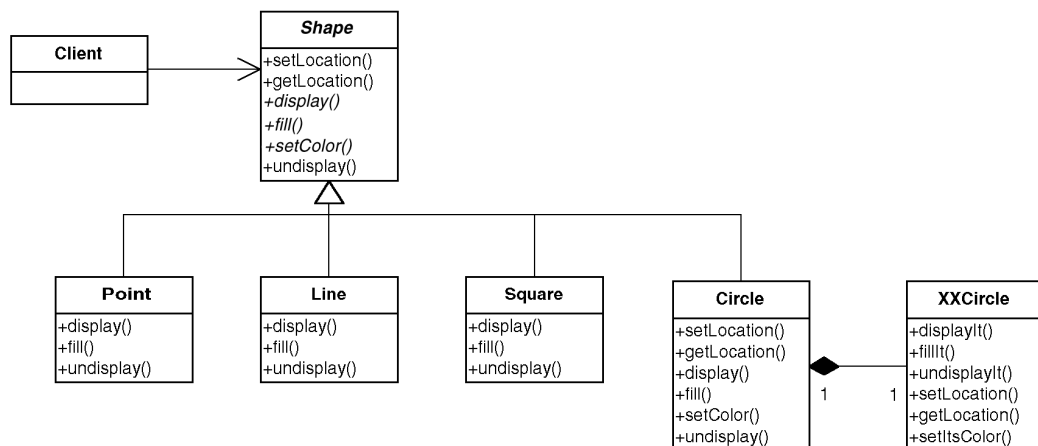 Client
Shape
+setLocation()
+getLocation()
+display()
+fill()
+setColor()
+undisplay()
Point
+display()
+fill()
+undisplay()
Line
+display()
+fill()
+undisplay()
Square
+display()
+fill()
+undisplay()
Circle
+setLocation()
+getLocation()
+display()
+fill()
+setColor()
+undisplay()
1
1
XXCircle
+displayIt()
+fillIt()
+undisplayIt()
+setLocation()
+getLocation()
+setItsColor()